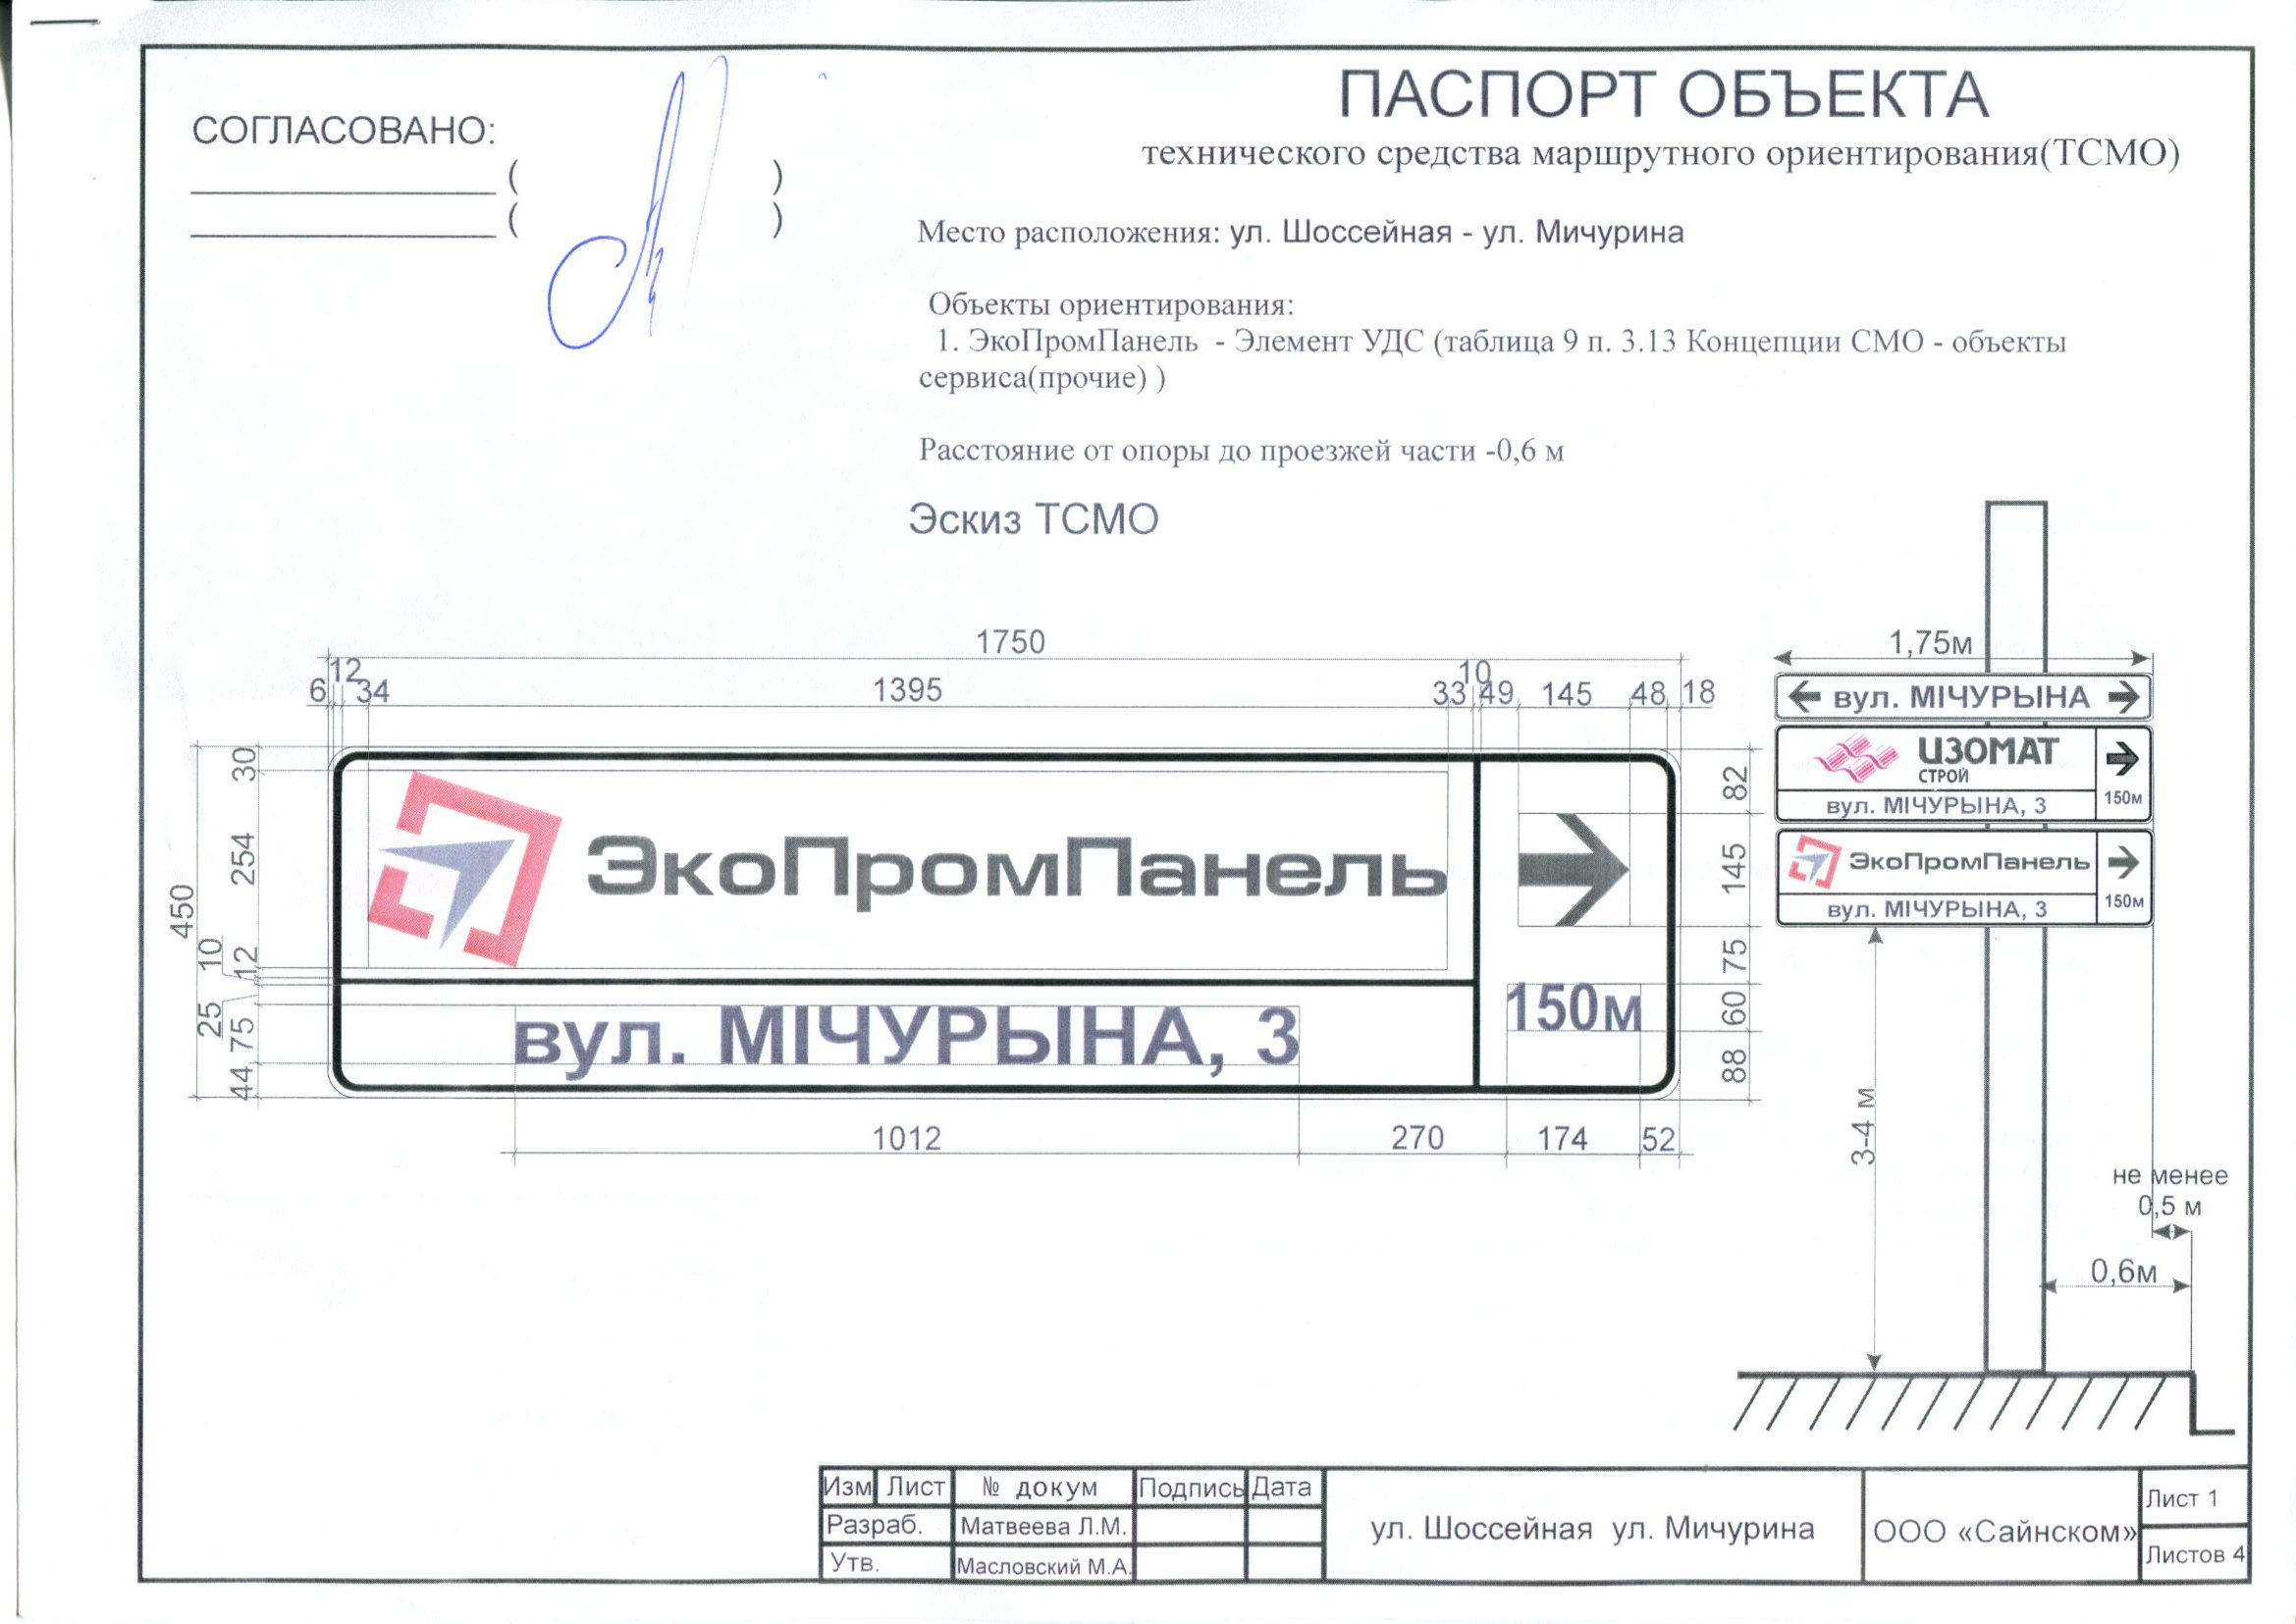 СОГЛАСОВАНО:
( )
( )
ПАСПОРТ ОБЪЕКТА
технического средства маршрутного ориентирования(ТСМО)
Место расположения: ул. Шоссейная - ул. Мичурина
Объекты ориентирования:
1. ЭкоПромПанель - Элемент УДС (таблица 9 п. 3.13 Концепции СМО - объекты
сервиса(прочие) )
Расстояние от опоры до проезжей части -0,6 м
Эскиз ТСМО
1750
6 12 34 1395 33 10 49 145 48 18
450
30 254 10 12 25 75 44
ЭкоПромПанель
вул. МІЧУРЫНА, 3
150м
82 145 75 60 88
1012 270 174 52
1,75м
вул. МІЧУРЫНА
ИЗОМАТ
СТРОЙ
150м
вул. МІЧУРЫНА, 3
ЭкоПромПанель
150м
вул. МІЧУРЫНА, 3
3-4 м
не менее
0,5 м
0,6м
Изм Лист № докум Подпись Дата
Разраб. Матвеева Л.М.
Утв. Масловский М.А.
ул. Шоссейная ул. Мичурина
ООО «Сайнском»
Лист 1
Листов 4